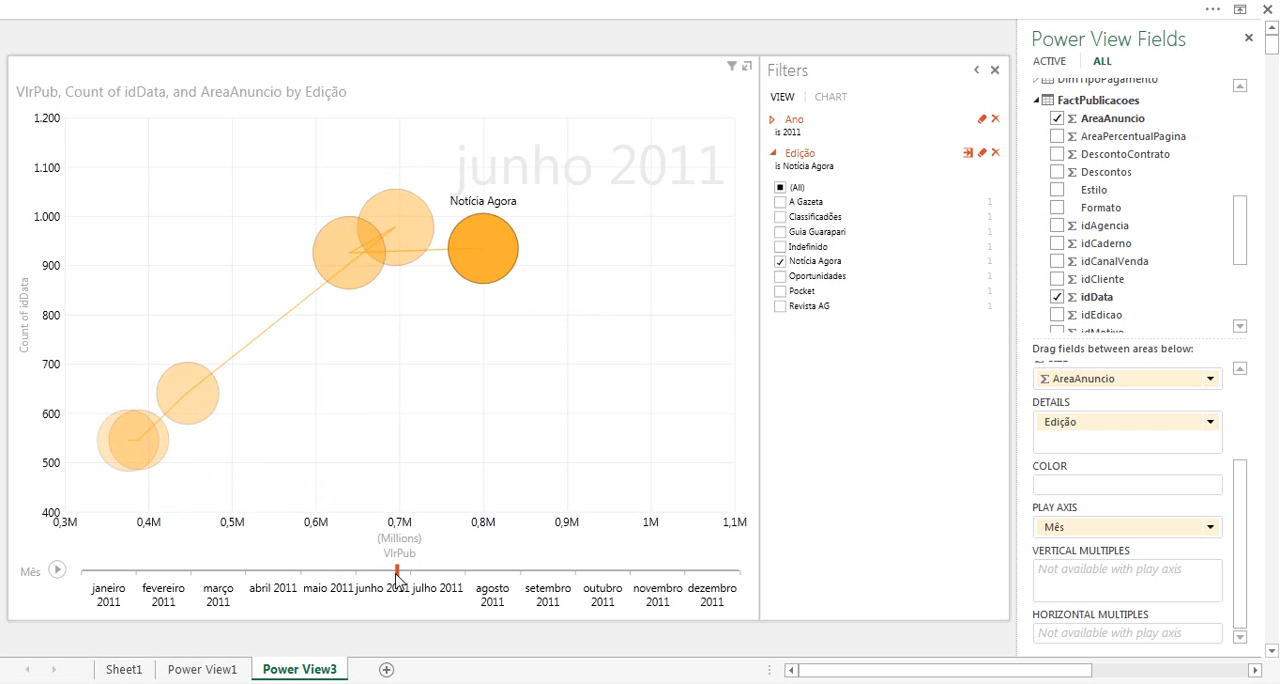 VlrPub, Count of idData, and AreaAnuncio by Edição
junho 2011
Notícia Agora
Count of idData
1.200
1.100
1.000
900
800
700
600
500
400
0,3M 0,4M 0,5M 0,6M 0,7M 0,8M 0,9M 1M 1,1M
(Millions)
VlrPub
Mês
janeiro 2011
fevereiro 2011
março 2011
abril 2011
maio 2011
junho 2011
julho 2011
agosto 2011
setembro 2011
outubro 2011
novembro 2011
dezembro 2011
Filters
VIEW CHART
Ano
is 2011
Edição
is Notícia Agora
(All)
A Gazeta 1
Classificadões 1
Guia Guarapari 1
Indefinido 1
Notícia Agora 1
Oportunidades 1
Pocket 1
Revista AG 1
Power View Fields
ACTIVE ALL
DimTipoPagamento
FactPublicacoes
Σ AreaAnuncio
Σ AreaPercentualPagina
Σ DescontoContrato
Σ Descontos
Estilo
Formato
Σ idAgencia
Σ idCaderno
Σ idCanalVenda
Σ idCliente
Σ idData
Σ idEdicao
Σ idMotivo
Drag fields between areas below:
Σ SIZE
Σ AreaAnuncio
DETAILS
Edição
COLOR
PLAY AXIS
Mês
VERTICAL MULTIPLES
Not available with play axis
HORIZONTAL MULTIPLES
Not available with play axis
Sheet1 Power View1 Power View3